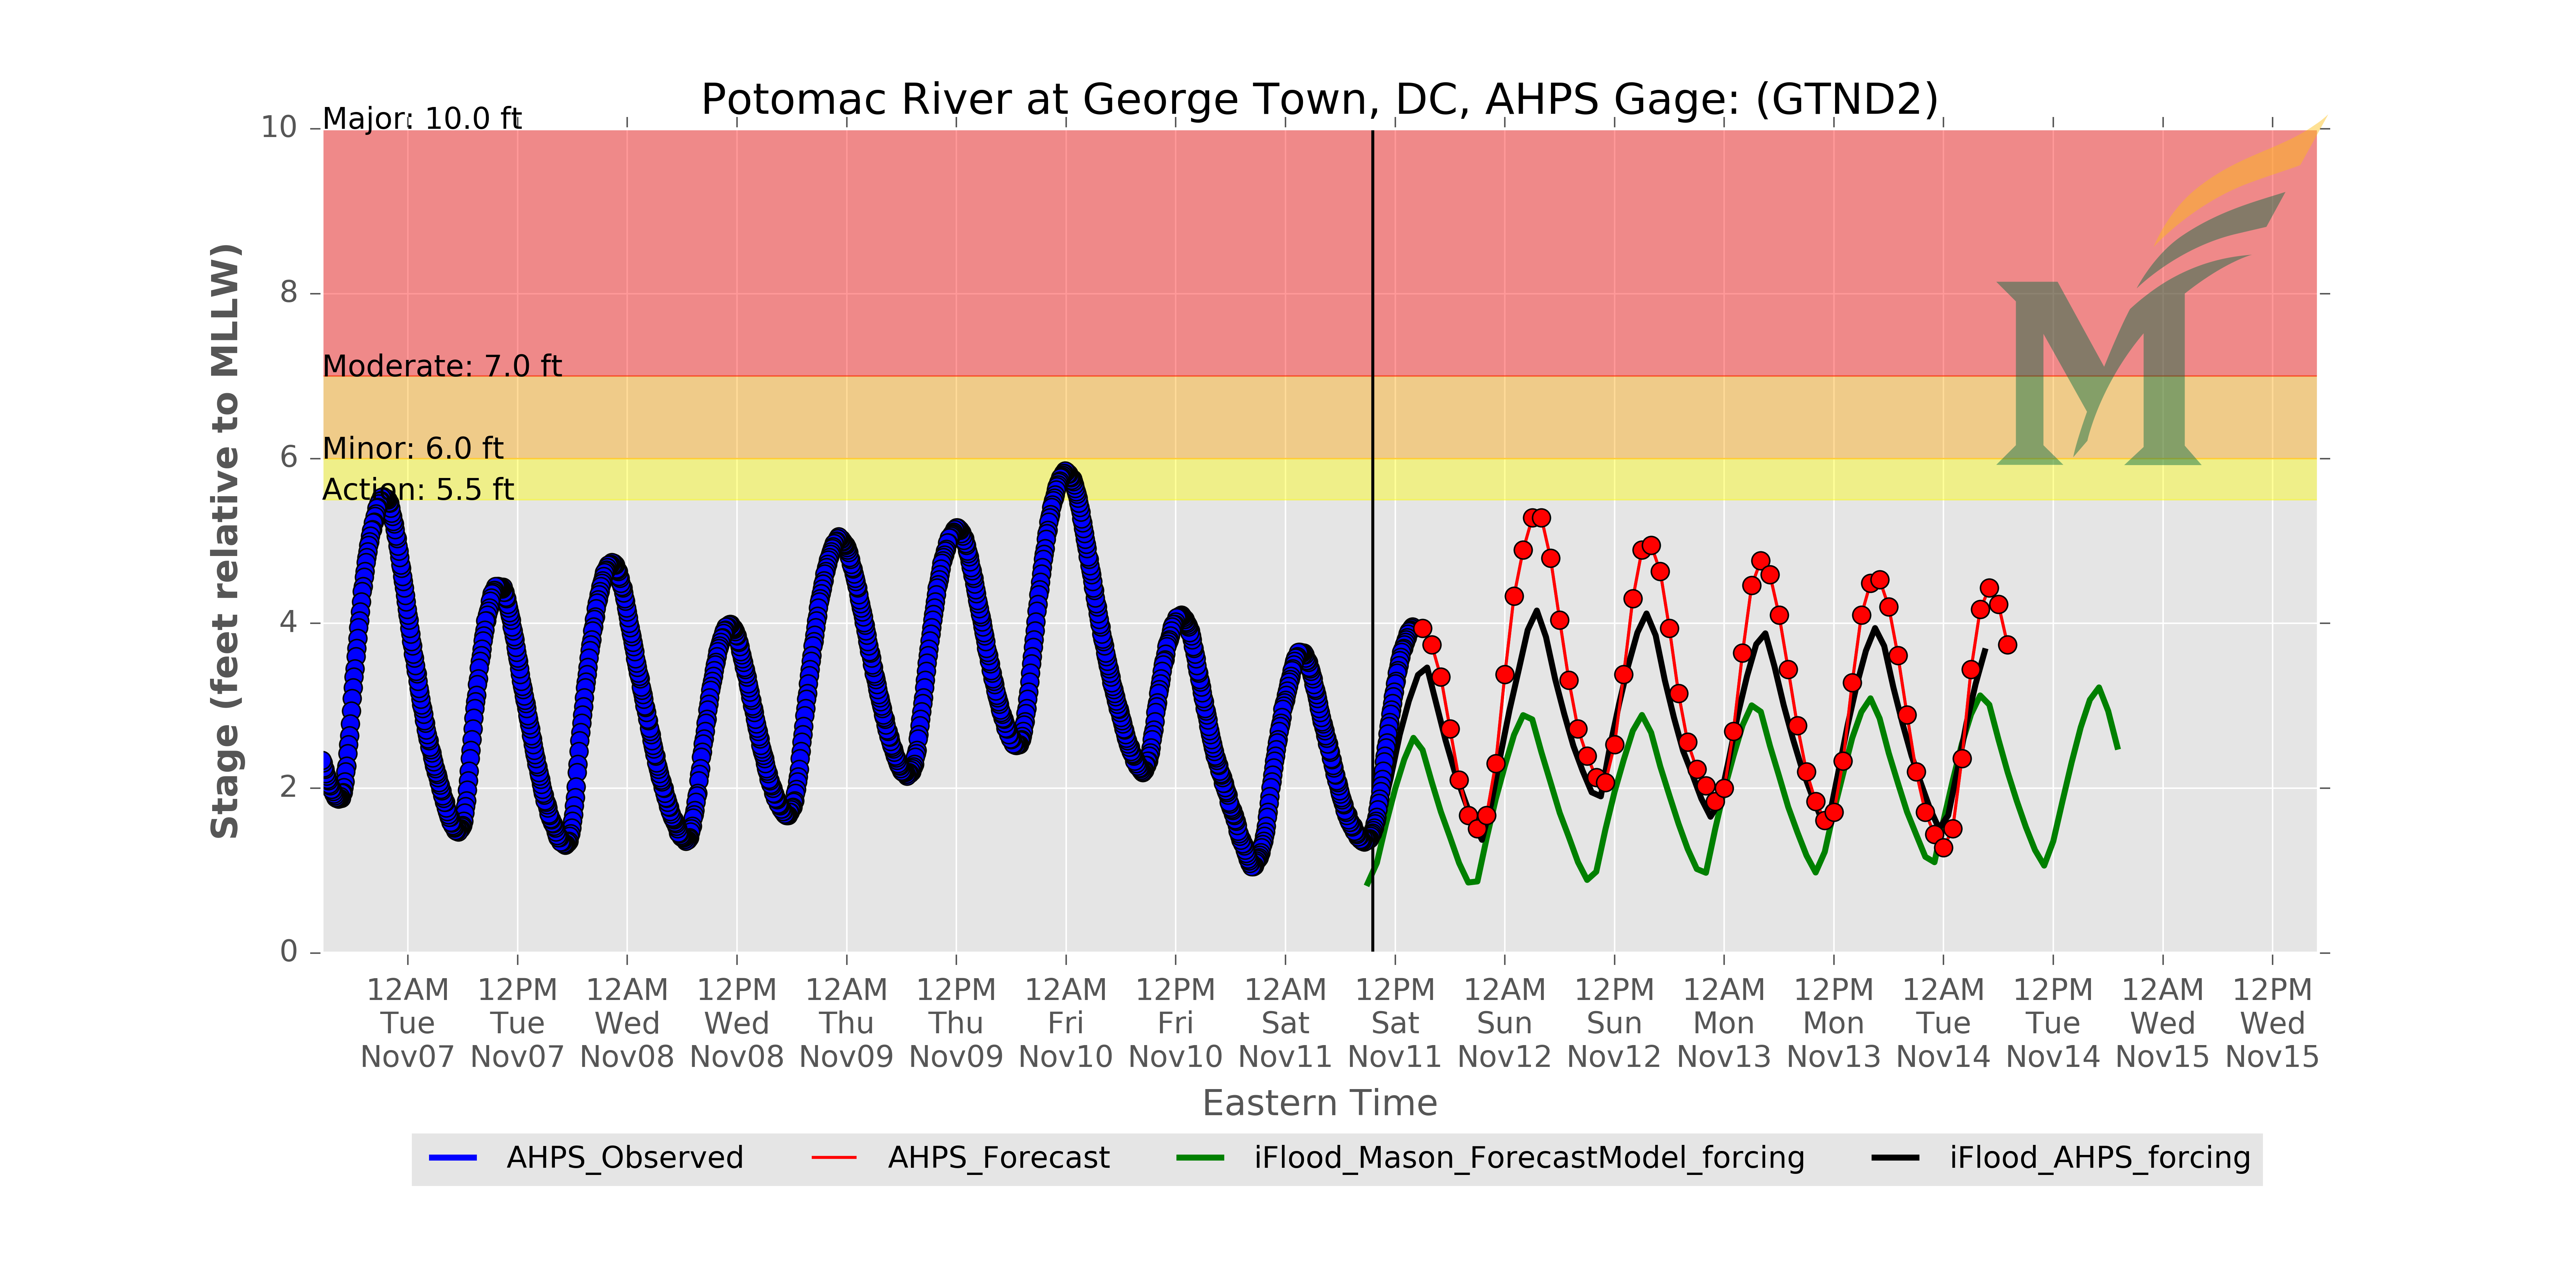 Potomac River at George Town, DC, AHPS Gage: (GTND2)
Major: 10.0 ft
Moderate: 7.0 ft
Minor: 6.0 ft
Action: 5.5 ft
Stage (feet relative to MLLW)
10
8
6
4
2
0
12AM 12PM 12AM 12PM 12AM 12PM 12AM 12PM 12AM 12PM 12AM 12PM 12AM 12PM 12AM 12PM 12AM 12PM
Tue Tue Wed Wed Thu Thu Fri Fri Sat Sat Sun Sun Mon Mon Tue Tue Wed Wed
Nov07 Nov07 Nov08 Nov08 Nov09 Nov09 Nov10 Nov10 Nov11 Nov11 Nov12 Nov12 Nov13 Nov13 Nov14 Nov14 Nov15 Nov15
Eastern Time
AHPS_Observed AHPS_Forecast iFlood_Mason_ForecastModel_forcing iFlood_AHPS_forcing
M